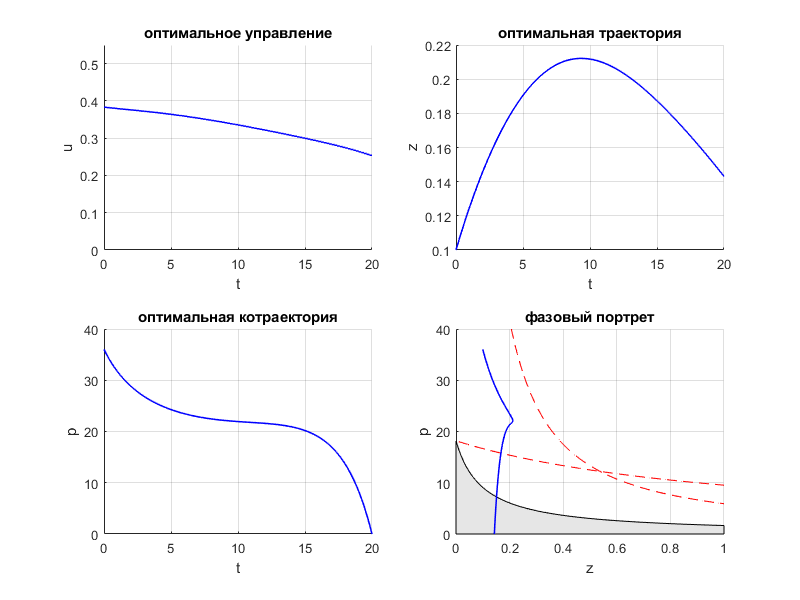 оптимальное управление
0.5
0.4
0.3
0.2
0.1
0
u
0 5 10 15 20
t
оптимальная траектория
0.22
0.2
0.18
0.16
0.14
0.12
0.1
z
0 5 10 15 20
t
оптимальная котраектория
40
30
20
10
0
p
0 5 10 15 20
t
фазовый портрет
40
30
20
10
0
p
0 0.2 0.4 0.6 0.8 1
z